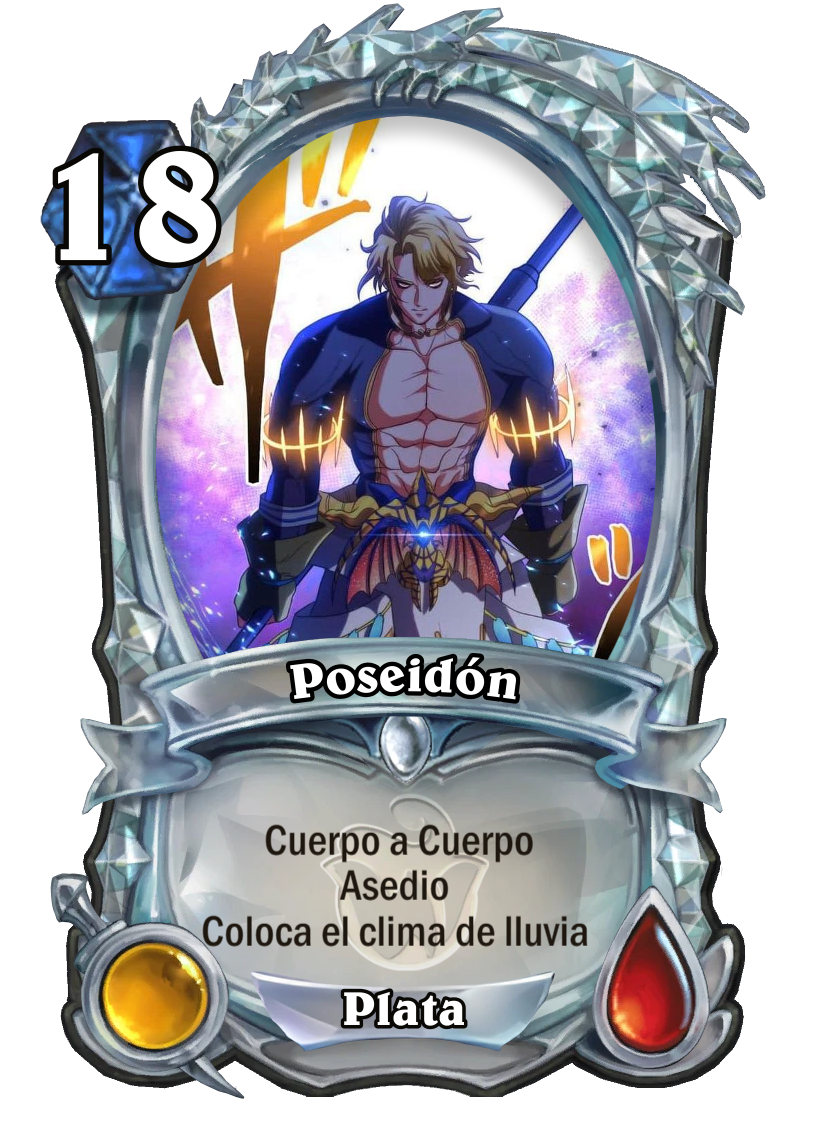 18
Poseidón
Cuerpo a Cuerpo
Asedio
Coloca el clima de lluvia
Plata